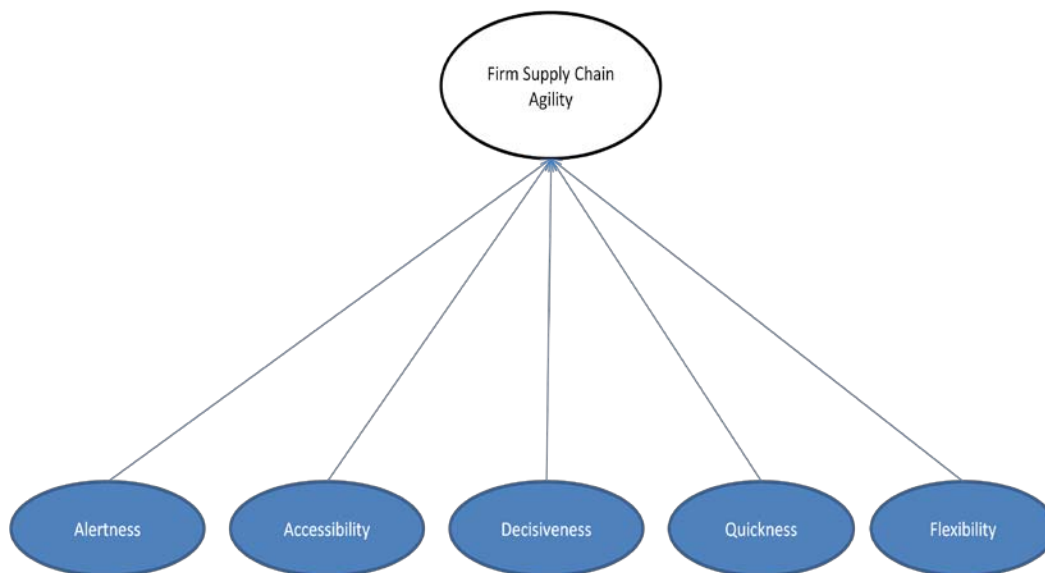 Firm Supply Chain
Agility
Alertness
Accessibility
Decisiveness
Quickness
Flexibility